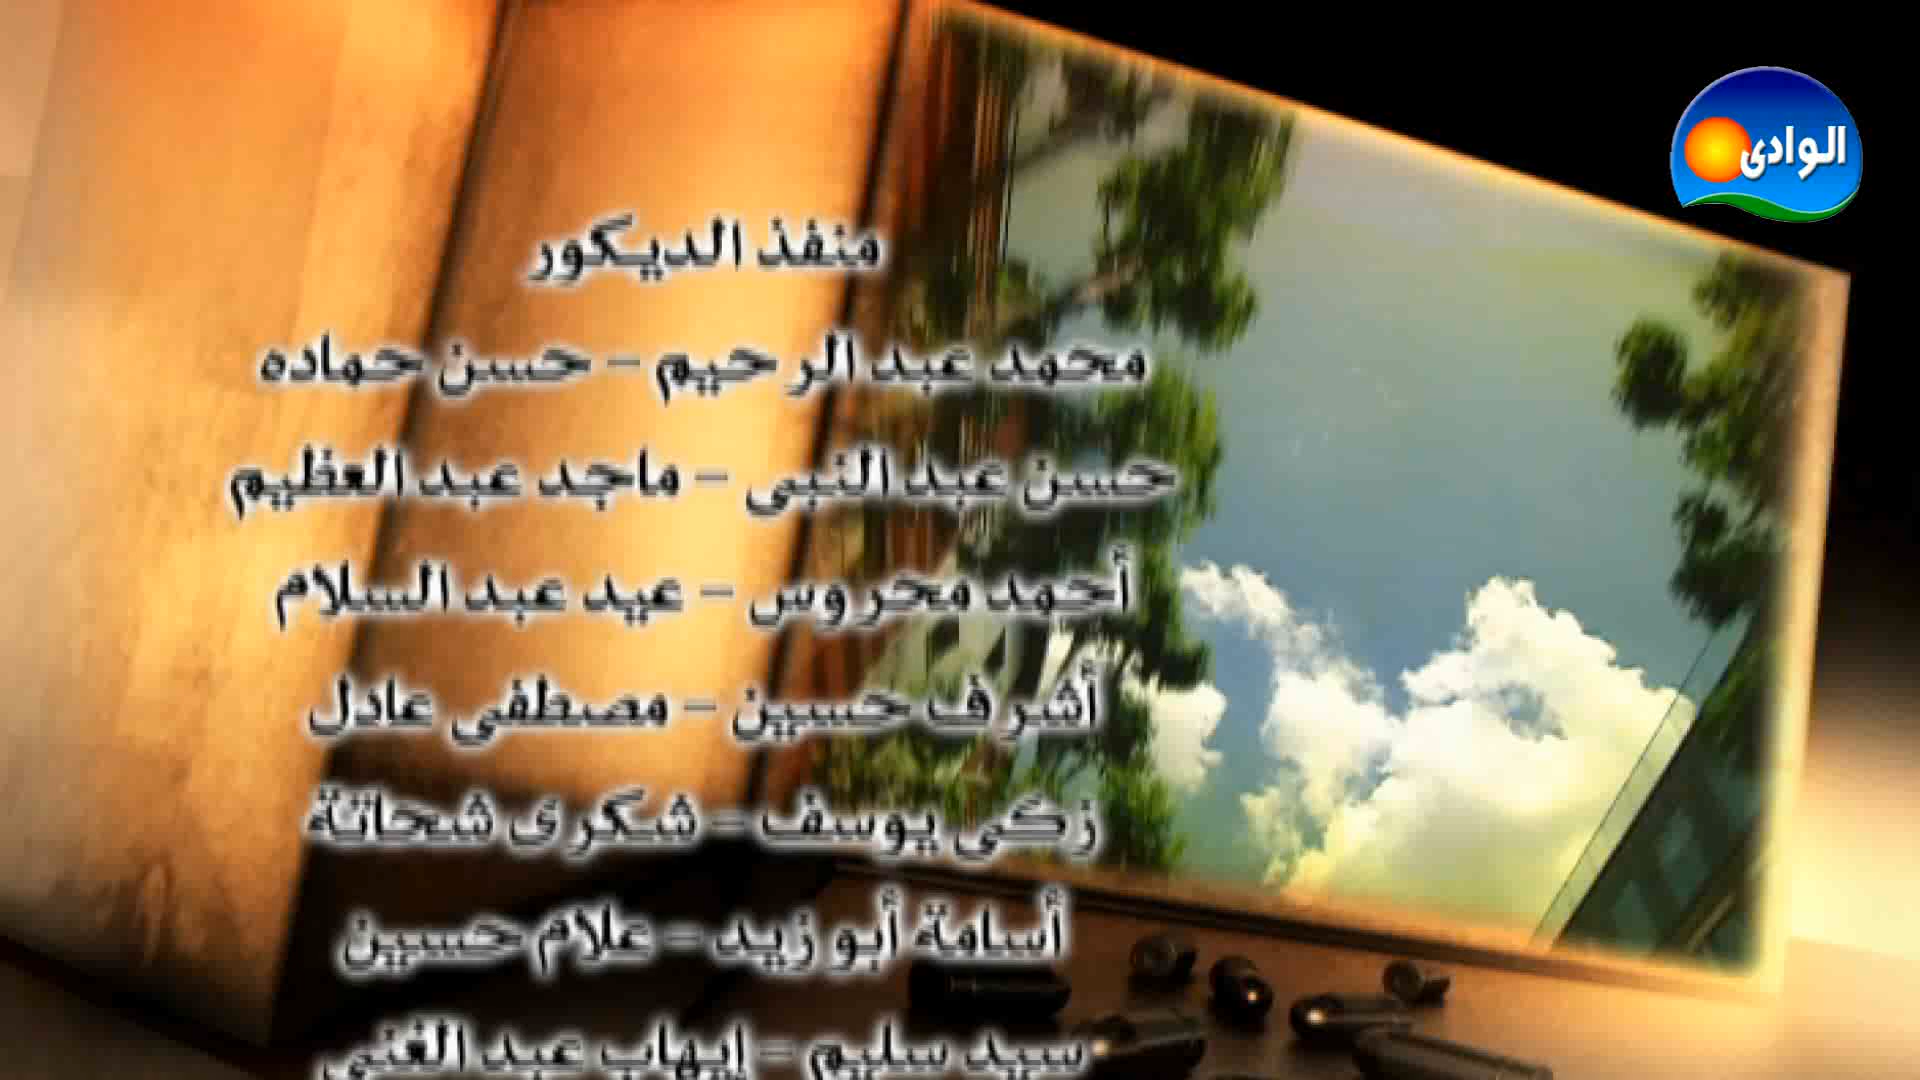 الوادى
منفذ الديكور
محمد عبد الرحيم - حسن حماده
حسن عبد النبى - ماجد عبد العظيم
أحمد محروس - عيد عبد السلام
أشرف حسين - مصطفى عادل
زكى يوسف - شكرى شحاتة
أسامة أبو زيد - علام حسين
سيد سليم - إيهاب عبد الغنى